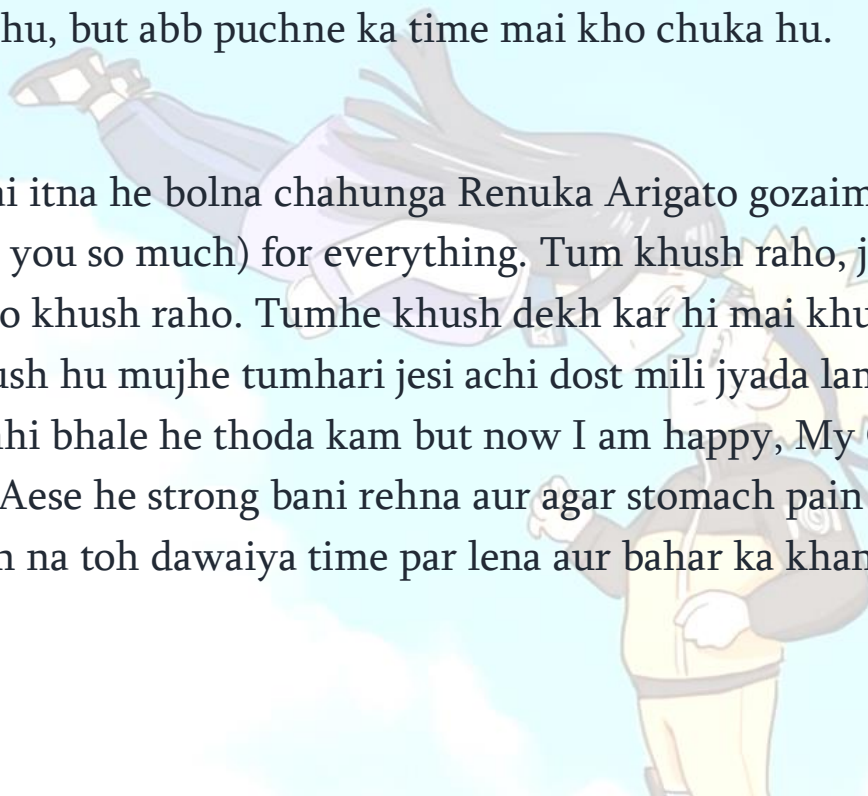 hu, but abb puchne ka time mai kho chuka hu.
i itna he bolna chahunga Renuka Arigato gozaim
you so much) for everything. Tum khush raho, j
o khush raho. Tumhe khush dekh kar hi mai khu
ush hu mujhe tumhari jesi achi dost mili jyada lan
hi bhale he thoda kam but now I am happy, My
Aese he strong bani rehna aur agar stomach pain
n na toh dawaiya time par lena aur bahar ka khan